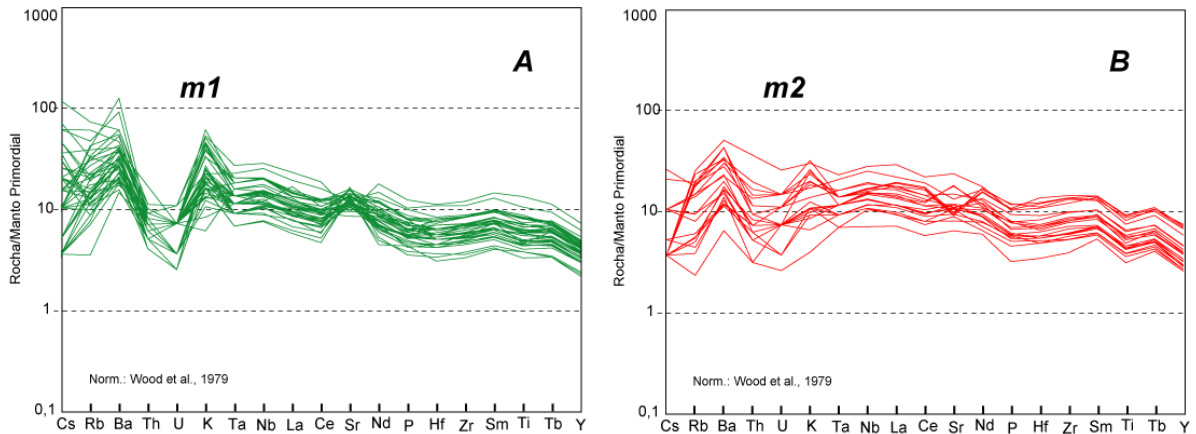 1000
100
10
1
0,1
Rocha/Manto Primordial
m1
A
Norm.: Wood et al., 1979
Cs Rb Ba Th U K Ta Nb La Ce Sr Nd P Hf Zr Sm Ti Tb Y
1000
100
10
1
0,1
Rocha/Manto Primordial
m2
B
Norm.: Wood et al., 1979
Cs Rb Ba Th U K Ta Nb La Ce Sr Nd P Hf Zr Sm Ti Tb Y